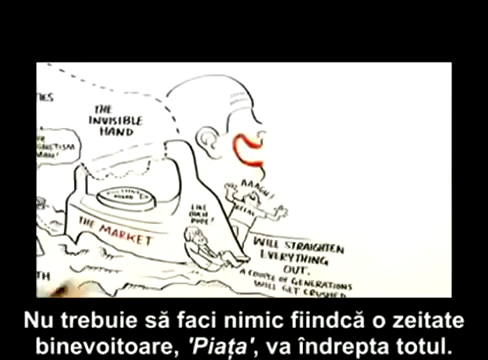 THE
INVISIBLE
HAND
THE MARKET
AAAGH!
LIKE
OUCH
DUDE!
WILL STRAIGHTEN
EVERYTHING
OUT.
A COUPLE OF GENERATIONS
WILL GET CRUSHED
Nu trebuie să faci nimic fiindcă o zeitate
binevoitoare, 'Piața', va îndrepta totul.